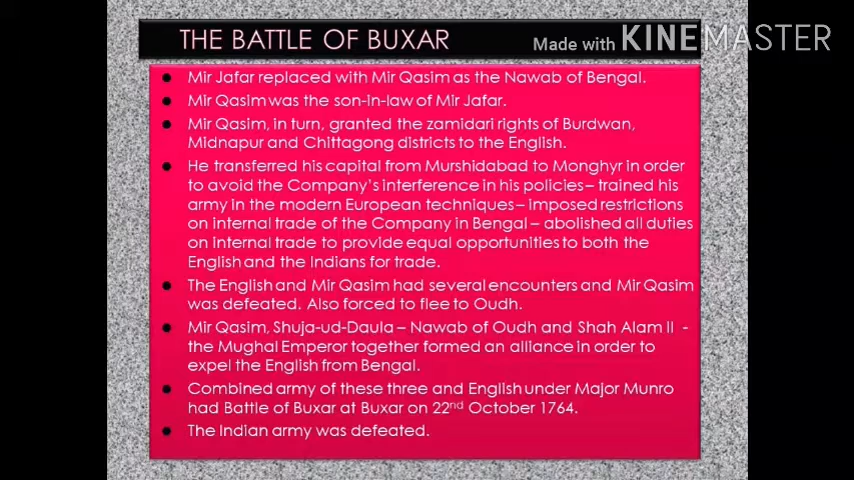 THE BATTLE OF BUXAR
Made with KINEMASTER
Mir Jafar replaced with Mir Qasim as the Nawab of Bengal.
Mir Qasim was the son-in-law of Mir Jafar.
Mir Qasim, in turn, granted the zamidari rights of Burdwan,
Midnapur and Chittagong districts to the English.
He transferred his capital from Murshidabad to Monghyr in order
to avoid the Company's interference in his policies – trained his
army in the modern European techniques – imposed restrictions
on internal trade of the Company in Bengal – abolished all duties
on internal trade to provide equal opportunities to both the
English and the Indians for trade.
The English and Mir Qasim had several encounters and Mir Qasim
was defeated. Also forced to flee to Oudh.
Mir Qasim, Shuja-ud-Daula – Nawab of Oudh and Shah Alam II -
the Mughal Emperor together formed an alliance in order to
expel the English from Bengal.
Combined army of these three and English under Major Munro
had Battle of Buxar at Buxar on 22nd October 1764.
The Indian army was defeated.